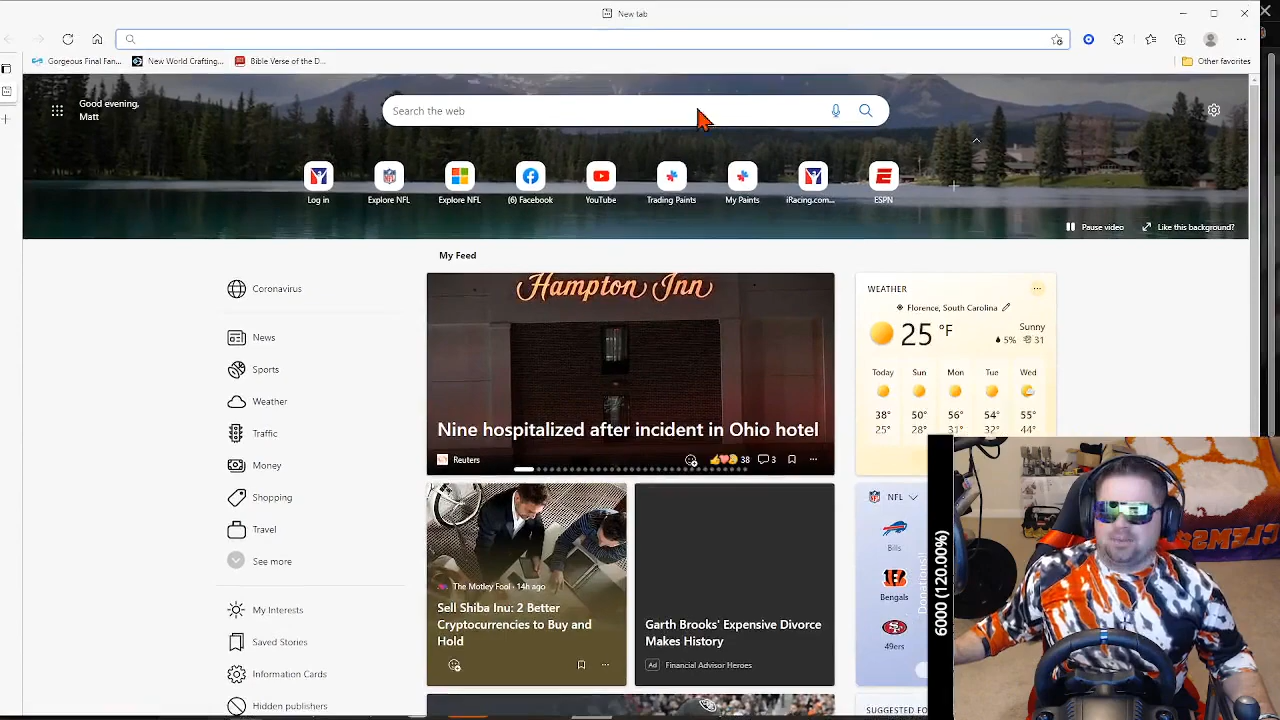 New tab
Gorgeous Final Fan...
New World Crafting...
Bible Verse of the D...
Other favorites
Good evening,
Matt
Search the web
Log in
Explore NFL
Explore NFL
(6) Facebook
YouTube
Trading Paints
My Paints
iRacing.com...
ESPN
Pause video
Like this background?
My Feed
Coronavirus
News
Sports
Weather
Traffic
Money
Shopping
Travel
See more
My Interests
Saved Stories
Information Cards
Hidden publishers
Hampton Inn
Nine hospitalized after incident in Ohio hotel
Reuters
38
3
The Motley Fool · 14h ago
Sell Shiba Inu: 2 Better
Cryptocurrencies to Buy and
Hold
Garth Brooks' Expensive Divorce
Makes History
Ad Financial Advisor Heroes
WEATHER
Florence, South Carolina
25 °F
Sunny
5% 31
Today Sun Mon Tue Wed
38° 50° 56° 54° 55°
25° 28° 31° 32° 44°
NFL
Bills
Bengals
49ers
SUGGESTED FO
Donations!!
6000 (120.00%)
CLEMS